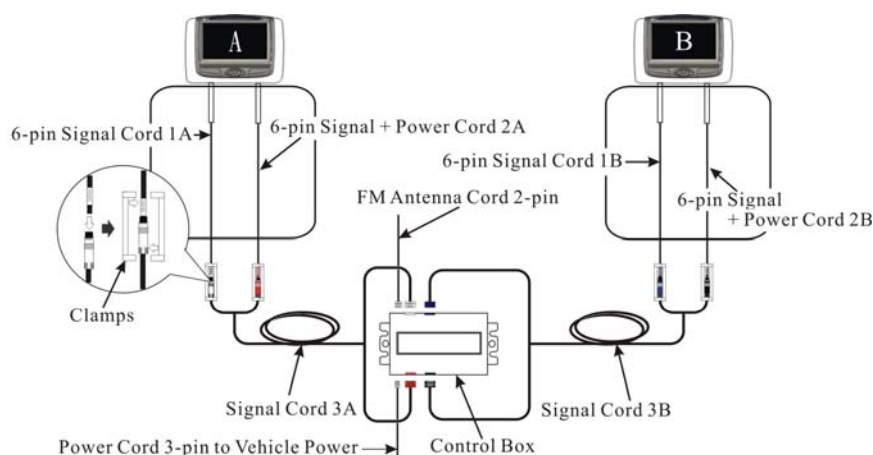 A
B
6-pin Signal Cord 1A
6-pin Signal + Power Cord 2A
6-pin Signal Cord 1B
FM Antenna Cord 2-pin
6-pin Signal
+ Power Cord 2B
Clamps
Signal Cord 3A
Signal Cord 3B
Power Cord 3-pin to Vehicle Power
Control Box